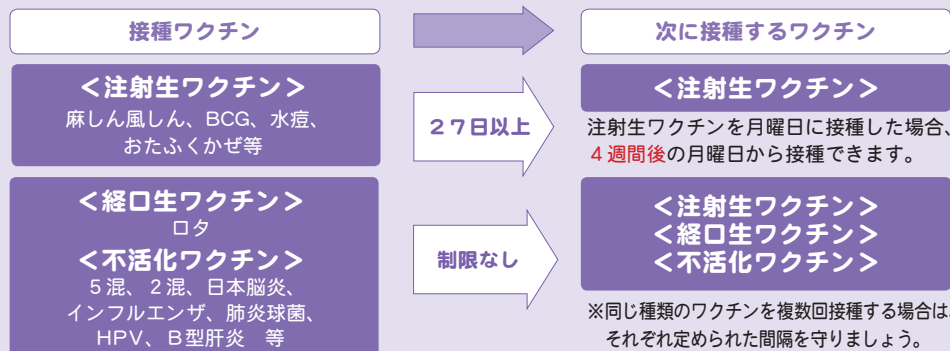 接種ワクチン
次に接種するワクチン
＜注射生ワクチン＞
麻しん風しん、BCG、水痘、
おたふくかぜ等
２７日以上
＜注射生ワクチン＞
注射生ワクチンを月曜日に接種した場合、
４週間後の月曜日から接種できます。
＜経口生ワクチン＞
ロタ
＜不活化ワクチン＞
５混、２混、日本脳炎、
インフルエンザ、肺炎球菌、
HPV、Ｂ型肝炎　等
制限なし
＜注射生ワクチン＞
＜経口生ワクチン＞
＜不活化ワクチン＞
※同じ種類のワクチンを複数回接種する場合は、
それぞれ定められた間隔を守りましょう。